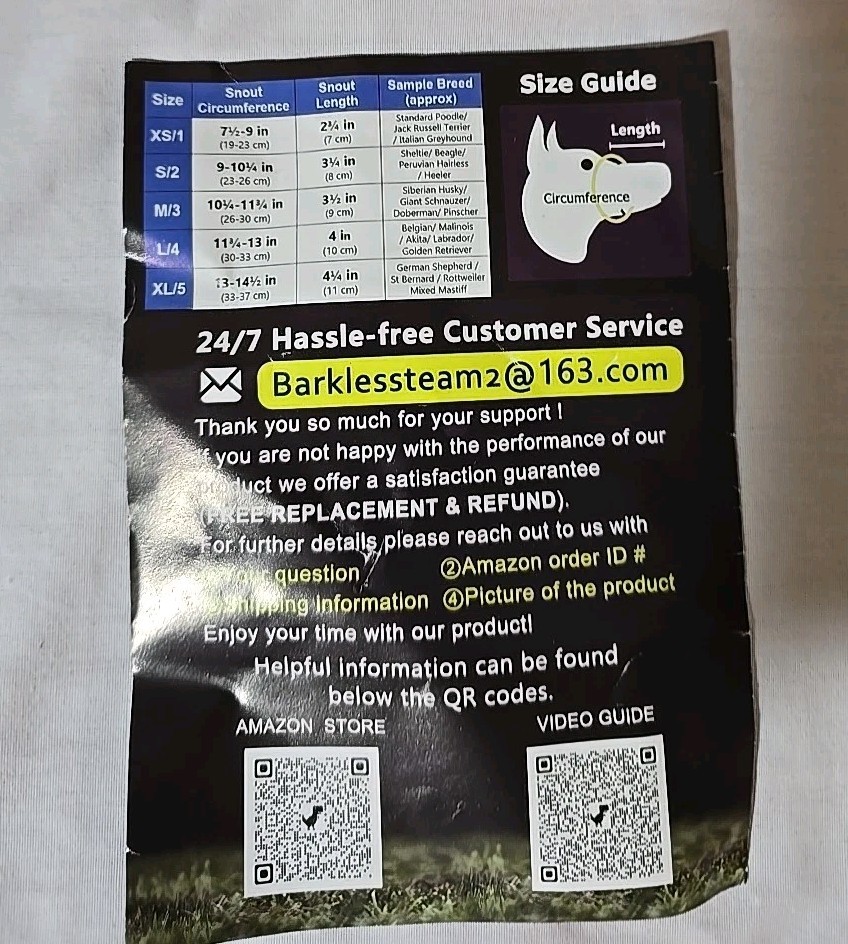 Size Snout Circumference Snout Length Sample Breed (approx)
XS/1 7½-9 in (19-23 cm) 2¾ in (7 cm) Standard Poodle/ Jack Russell Terrier / Italian Greyhound
S/2 9-10¼ in (23-26 cm) 3¼ in (8 cm) Sheltie/ Beagle/ Peruvian Hairless / Heeler
M/3 10¼-11¾ in (26-30 cm) 3½ in (9 cm) Siberian Husky/ Giant Schnauzer/ Doberman/ Pinscher
L/4 11¾-13 in (30-33 cm) 4 in (10 cm) Belgian/ Malinois / Akita/ Labrador/ Golden Retriever
XL/5 13-14½ in (33-37 cm) 4¼ in (11 cm) German Shepherd / St Bernard / Rottweiler Mixed Mastiff
Size Guide
Length
Circumference
24/7 Hassle-free Customer Service
Barklessteam2@163.com
Thank you so much for your support !
If you are not happy with the performance of our
product we offer a satisfaction guarantee
(FREE REPLACEMENT & REFUND).
For further details please reach out to us with
question ②Amazon order ID #
Shipping information ④Picture of the product
Enjoy your time with our product!
Helpful information can be found
below the QR codes.
AMAZON STORE
VIDEO GUIDE